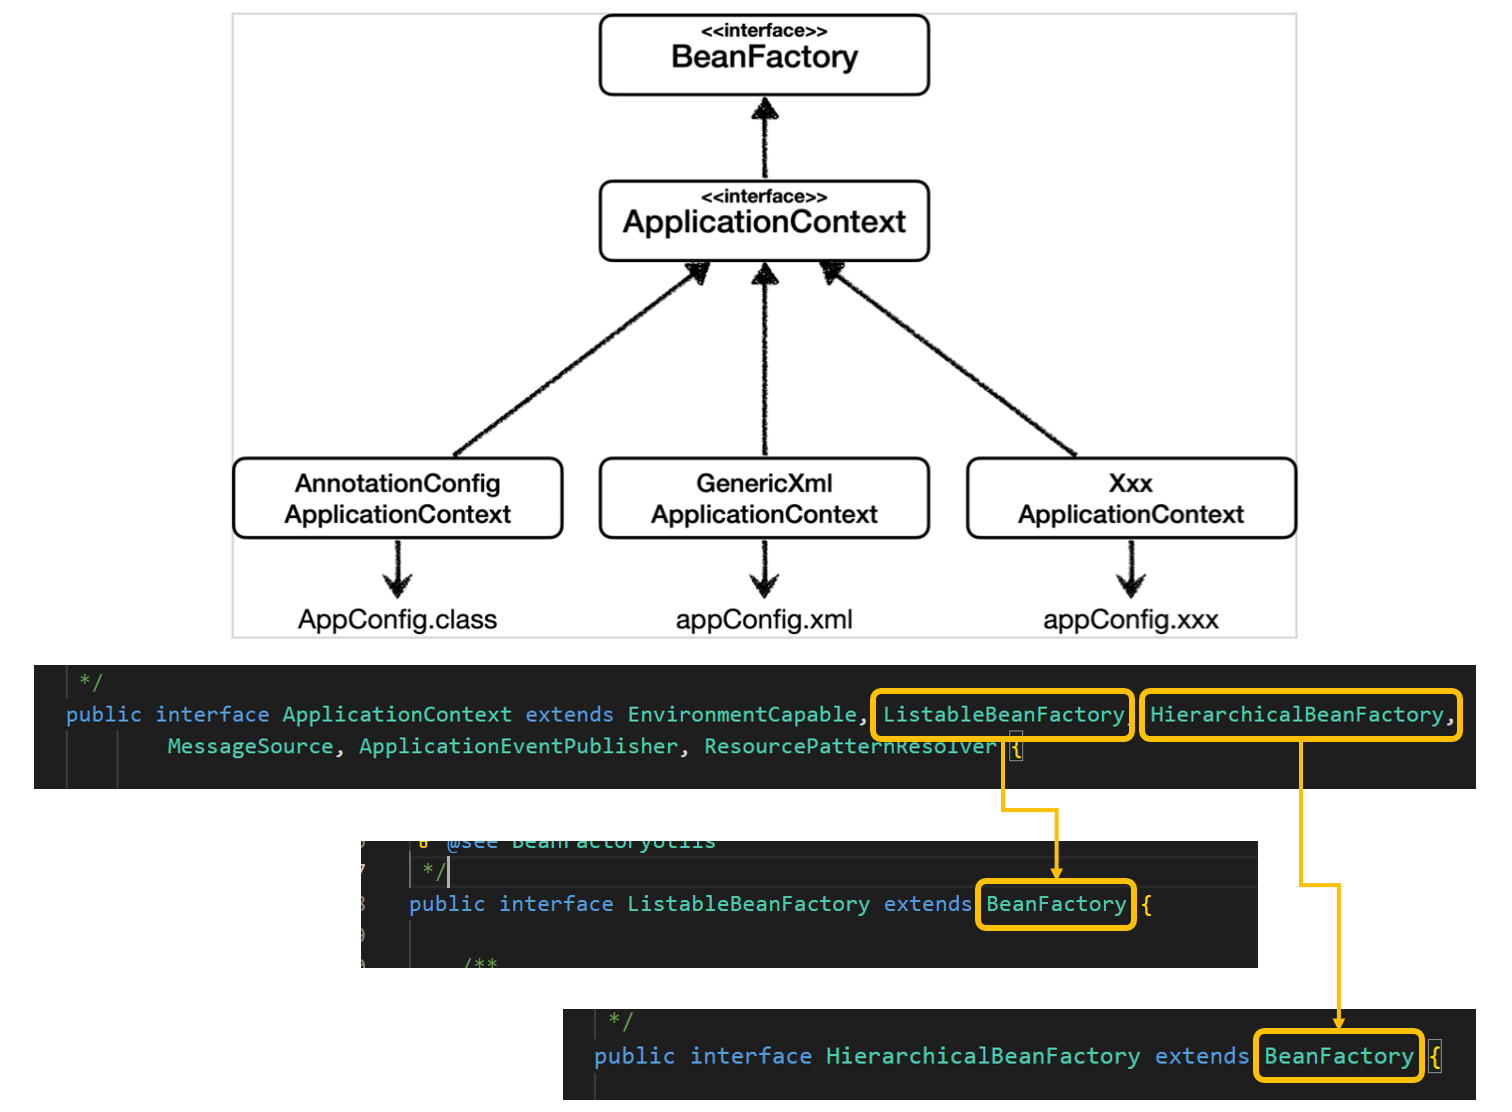 <<interface>>
BeanFactory
<<interface>>
ApplicationContext
AnnotationConfig
ApplicationContext
GenericXml
ApplicationContext
Xxx
ApplicationContext
AppConfig.class
appConfig.xml
appConfig.xxx
*/
public interface ApplicationContext extends EnvironmentCapable, ListableBeanFactory, HierarchicalBeanFactory,
MessageSource, ApplicationEventPublisher, ResourcePatternResolver {
@see BeanFactoryUtils
*/
public interface ListableBeanFactory extends BeanFactory {
/**
*/
public interface HierarchicalBeanFactory extends BeanFactory {